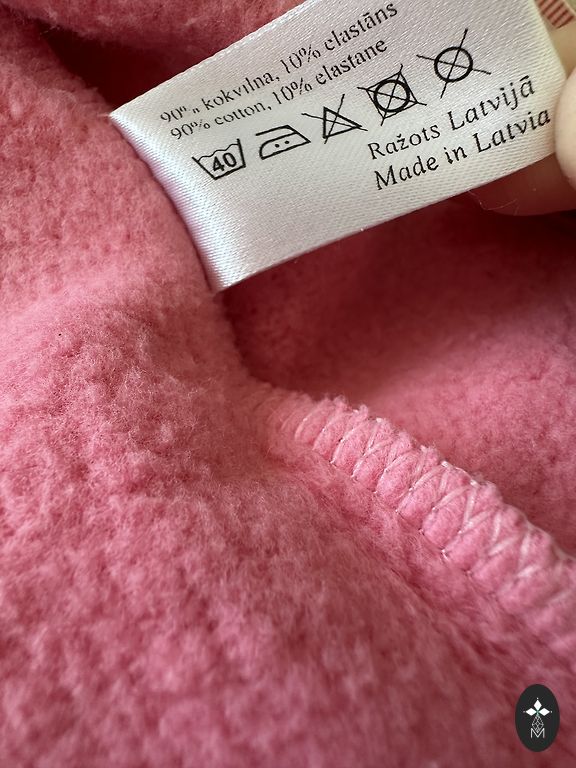 90% kokvilna, 10% elastāns
90% cotton, 10% elastane
40
Ražots Latvijā
Made in Latvia
M